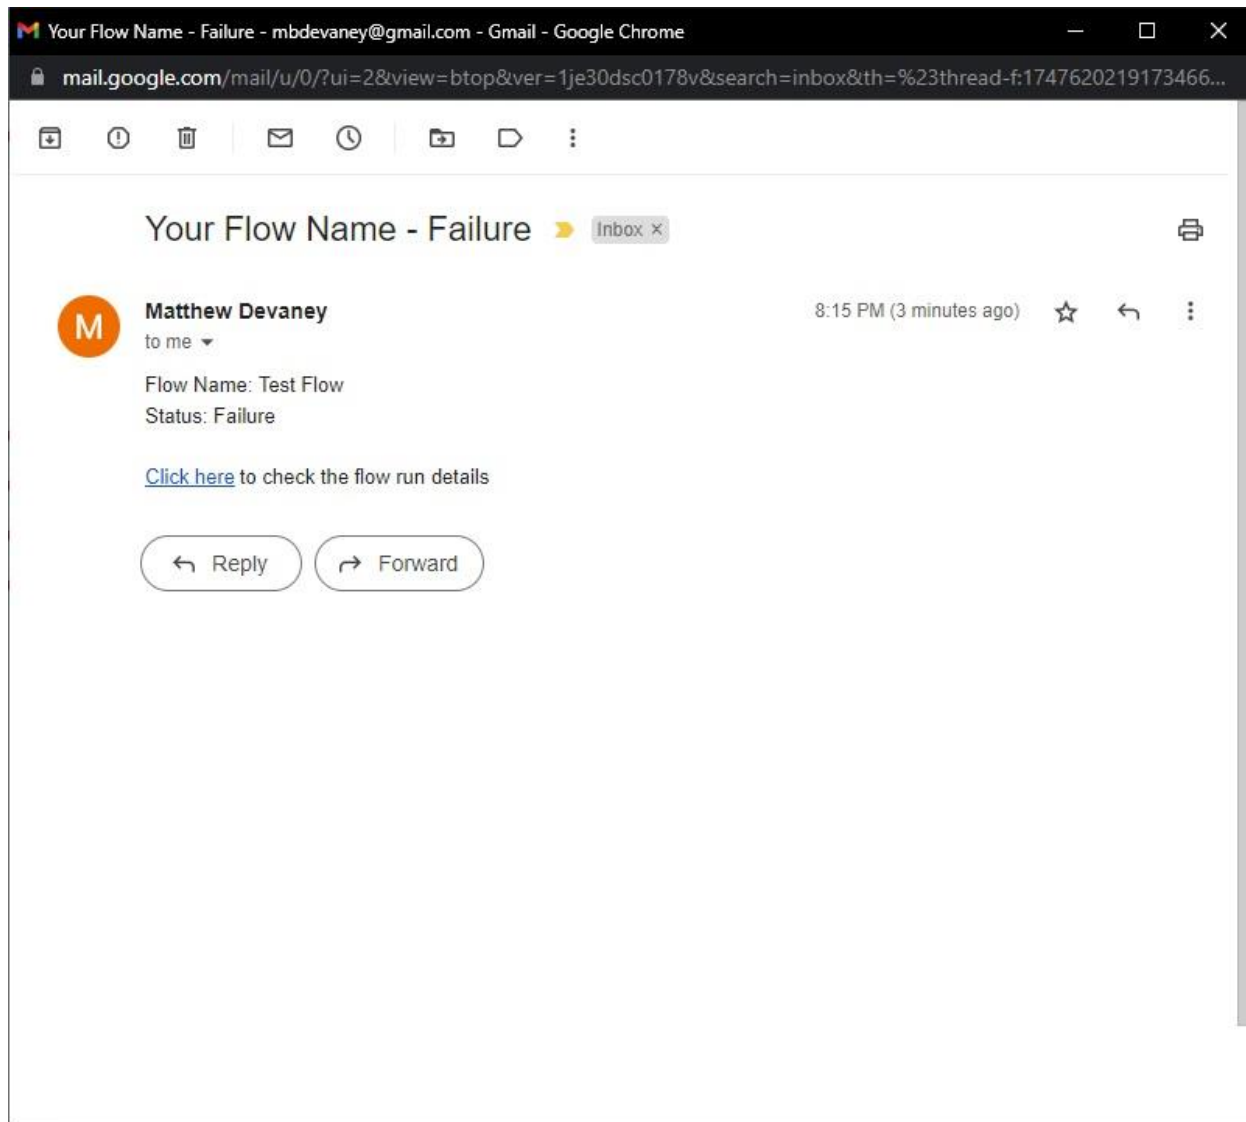 Your Flow Name - Failure - mbdevaney@gmail.com - Gmail - Google Chrome
mail.google.com/mail/u/0/?ui=2&view=btop&ver=1je30dsc0178v&search=inbox&th=%23thread-f:1747620219173466...
Your Flow Name - Failure Inbox ×
Matthew Devaney 8:15 PM (3 minutes ago)
M
to me
Flow Name: Test Flow
Status: Failure
Click here to check the flow run details
Reply Forward